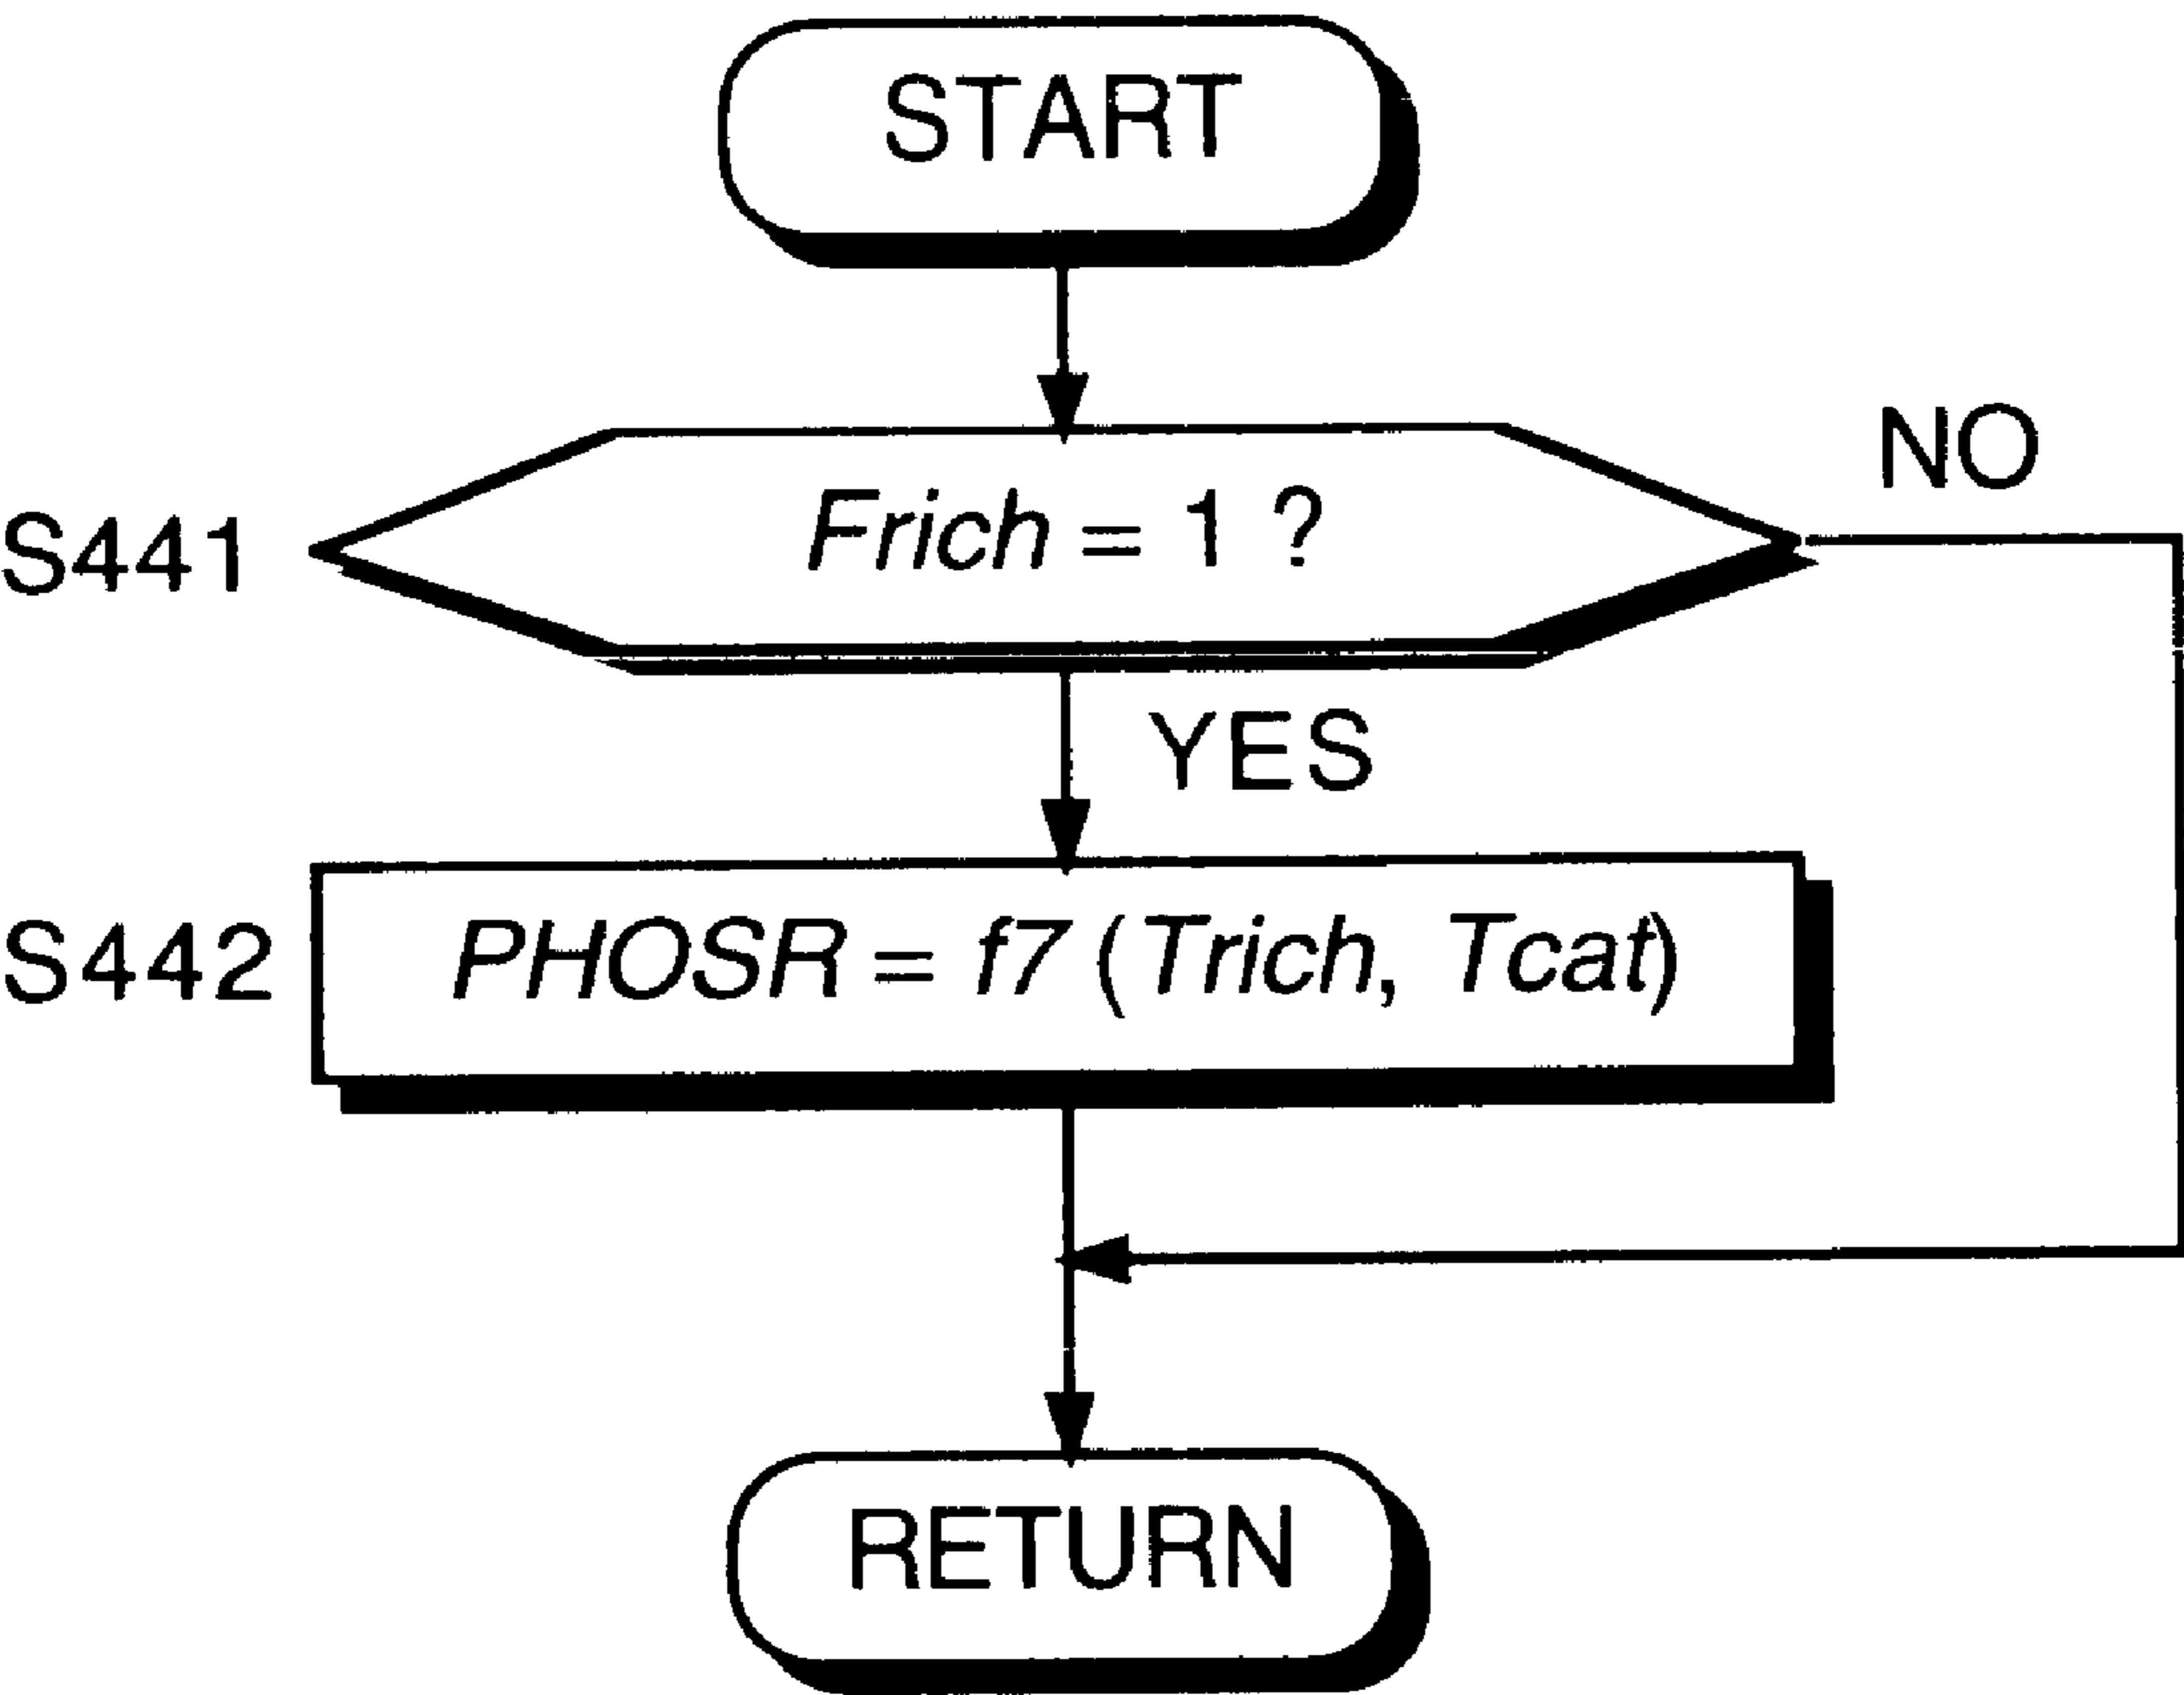 START
NO
S441
Frich = 1 ?
YES
S442
PHOSR = f7 (Trich, Tcat)
RETURN